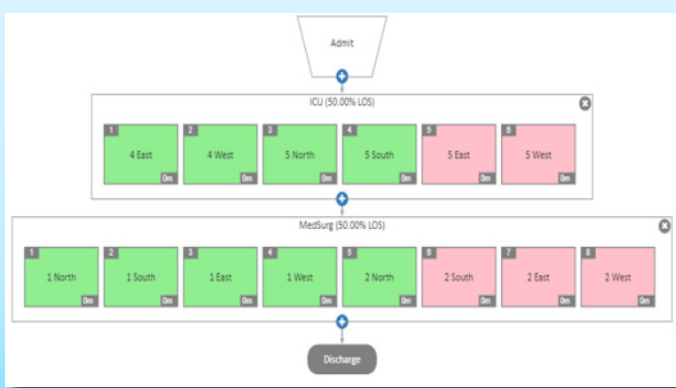 Admit
ICU (50.00% LOS)
1 2 3 4 5 6
4 East 4 West 5 North 5 South 5 East 5 West
0m 0m 0m 0m 0m 0m
MedSurg (50.00% LOS)
1 2 3 4 5 6 7 8
1 North 1 South 1 East 1 West 2 North 2 South 2 East 2 West
0m 0m 0m 0m 0m 0m 0m 0m
Discharge